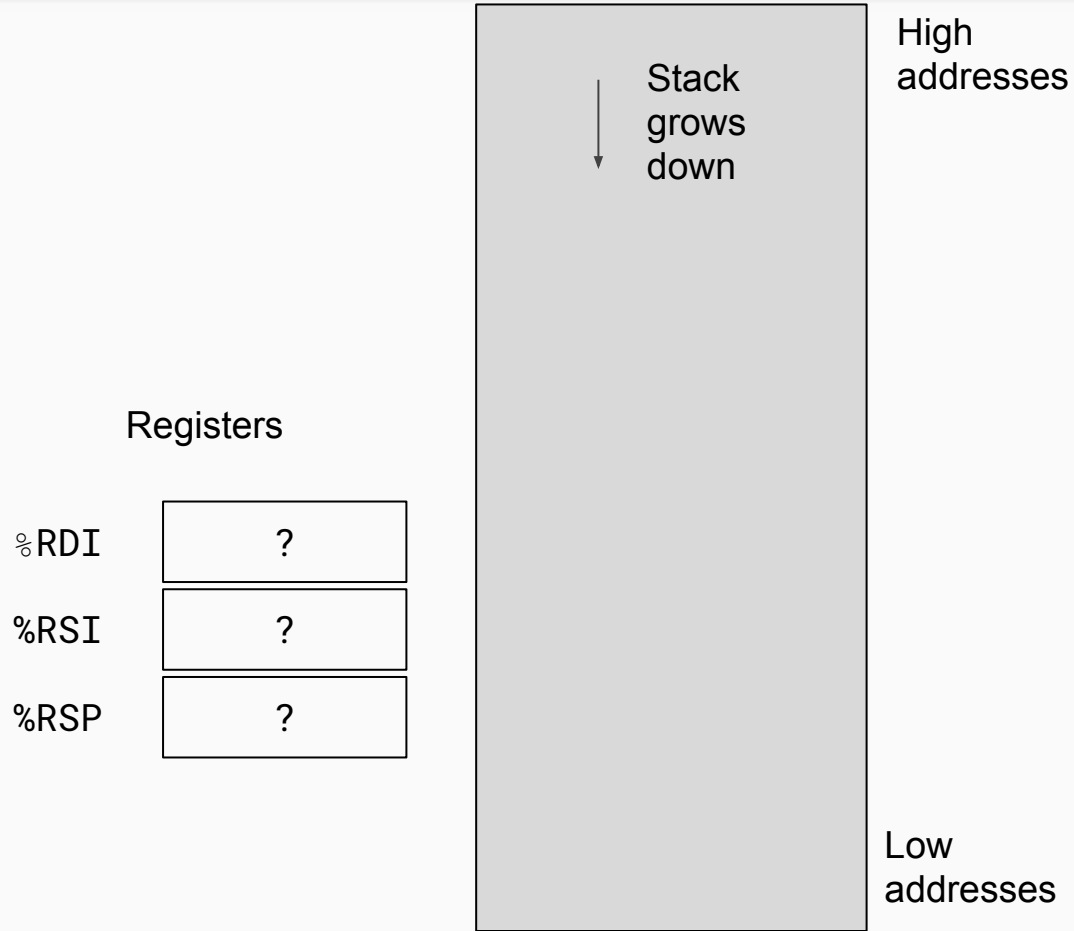 High
addresses
Stack
grows
down
Registers
%RDI
?
%RSI
?
%RSP
?
Low
addresses